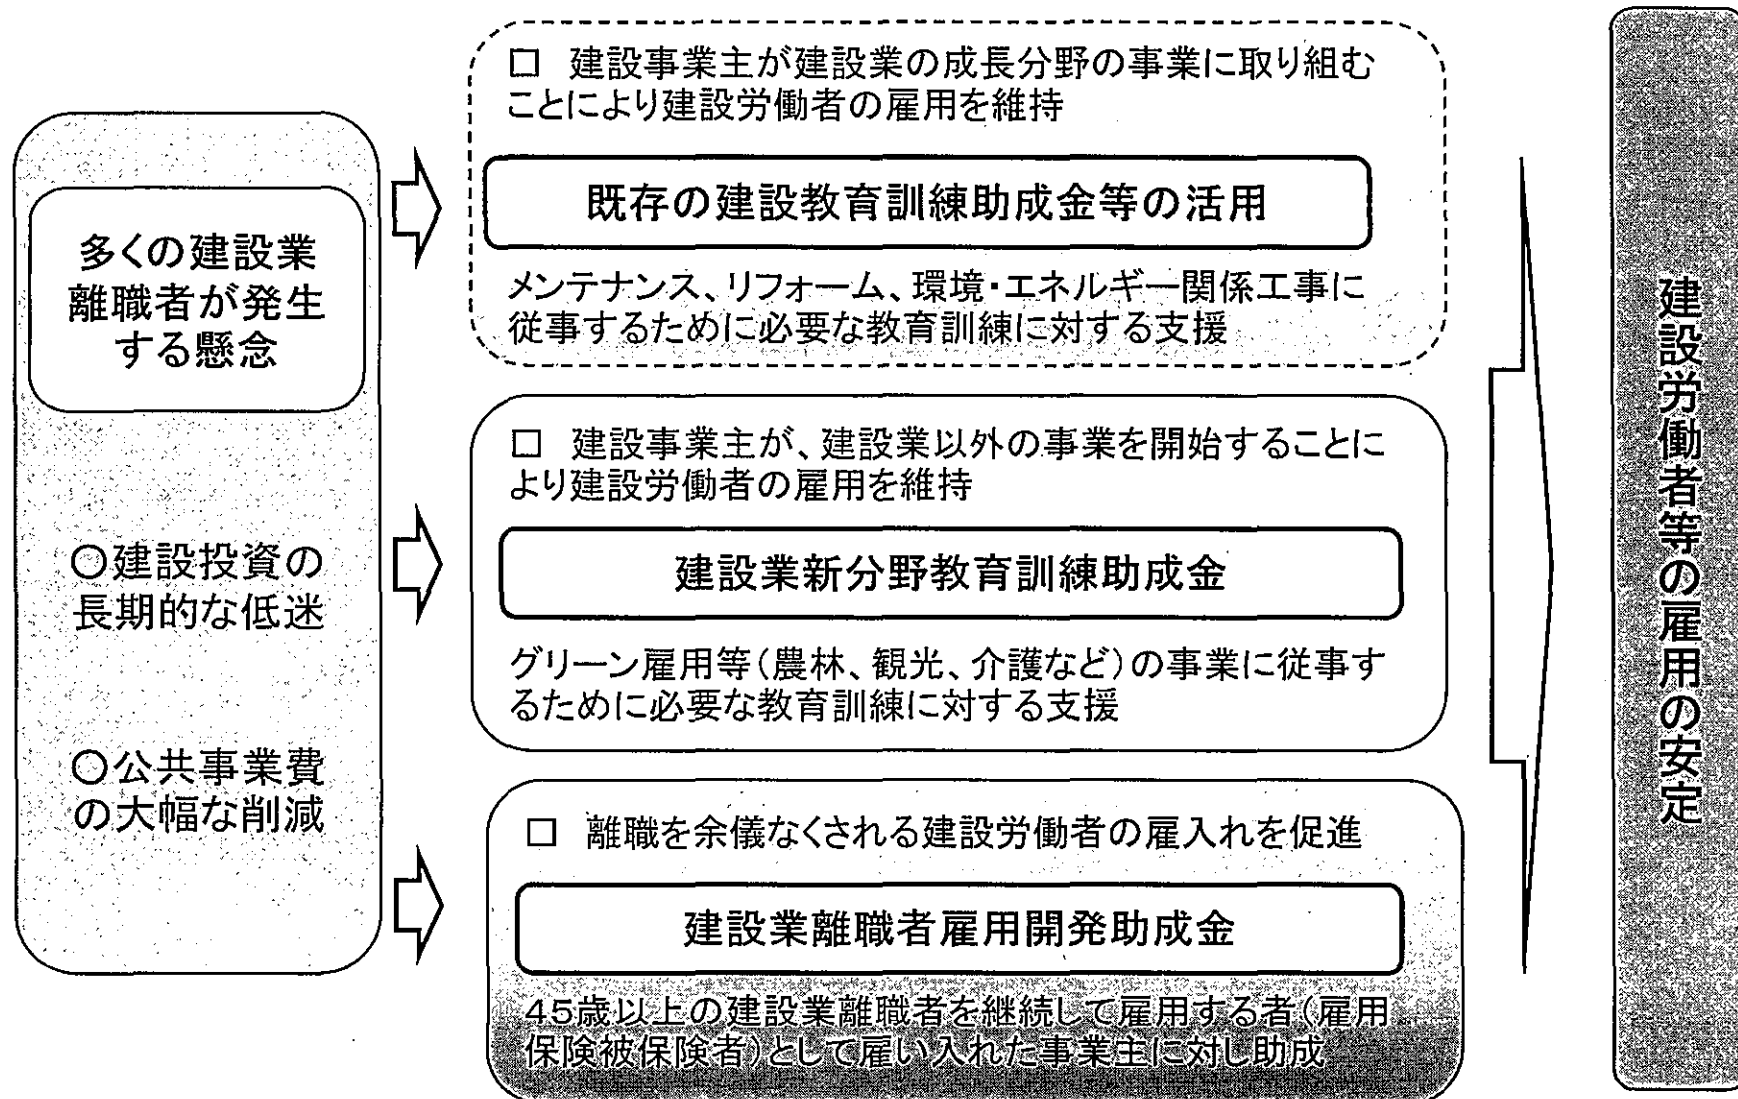 多くの建設業
離職者が発生
する懸念
〇建設投資の
長期的な低迷
〇公共事業費
の大幅な削減
□ 建設事業主が建設業の成長分野の事業に取り組む
ことにより建設労働者の雇用を維持
既存の建設教育訓練助成金等の活用
メンテナンス、リフォーム、環境・エネルギー関係工事に
従事するために必要な教育訓練に対する支援
□ 建設事業主が、建設業以外の事業を開始することに
より建設労働者の雇用を維持
建設業新分野教育訓練助成金
グリーン雇用等(農林、観光、介護など)の事業に従事す
るために必要な教育訓練に対する支援
□ 離職を余儀なくされる建設労働者の雇入れを促進
建設業離職者雇用開発助成金
45歳以上の建設業離職者を継続して雇用する者(雇用
保険被保険者)として雇い入れた事業主に対し助成
建設労働者等の雇用の安定